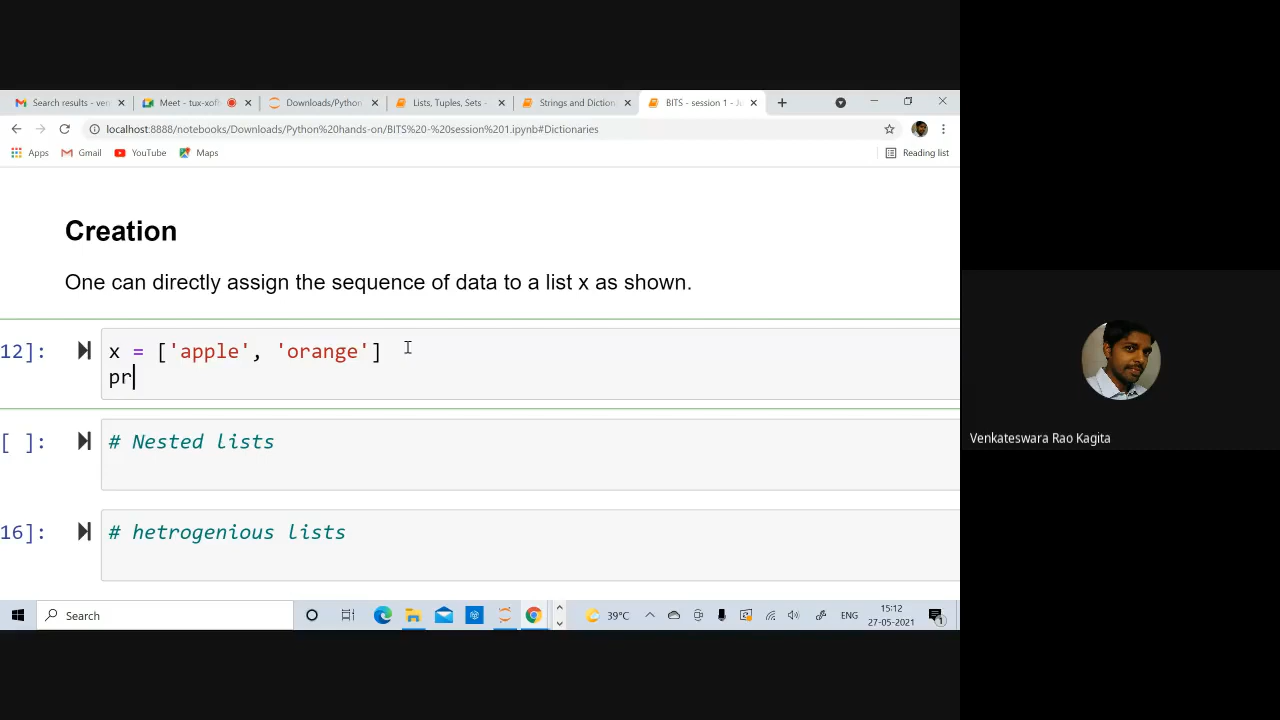 Search results - ven
Meet - tux-xofl
Downloads/Python
Lists, Tuples, Sets -
Strings and Diction
BITS - session 1 - Ju
localhost:8888/notebooks/Downloads/Python%20hands-on/BITS%20-%20session%201.ipynb#Dictionaries
Apps
Gmail
YouTube
Maps
Reading list
Creation
One can directly assign the sequence of data to a list x as shown.
12]:
x = ['apple', 'orange']
pr
[ ]:
# Nested lists
16]:
# hetrogenious lists
Venkateswara Rao Kagita
Search
39°C
ENG
15:12
27-05-2021
1